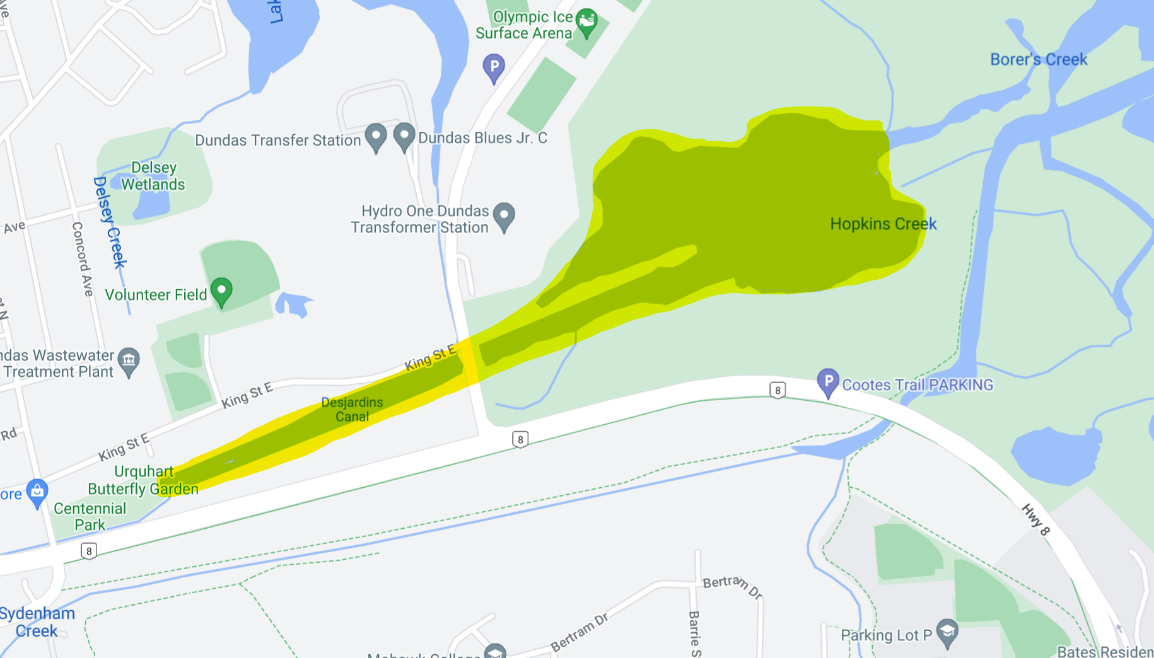 Ave
Olympic Ice
Surface Arena
P
Borer's Creek
Dundas Transfer Station
Dundas Blues Jr. C
Delsey
Wetlands
Delsey Creek
Hydro One Dundas
Transformer Station
Hopkins Creek
Ave
Concord Ave
Volunteer Field
t N
ndas Wastewater
Treatment Plant
King St E
King St E
Desjardins
Canal
8
P
Cootes Trail PARKING
Rd
King St E
8
Urquhart
Butterfly Garden
ore
Centennial
Park
8
Hwy 8
Sydenham
Creek
Bertram Dr
Bertram Dr
Barrie S
Parking Lot P
Mohawk College
Bates Residen